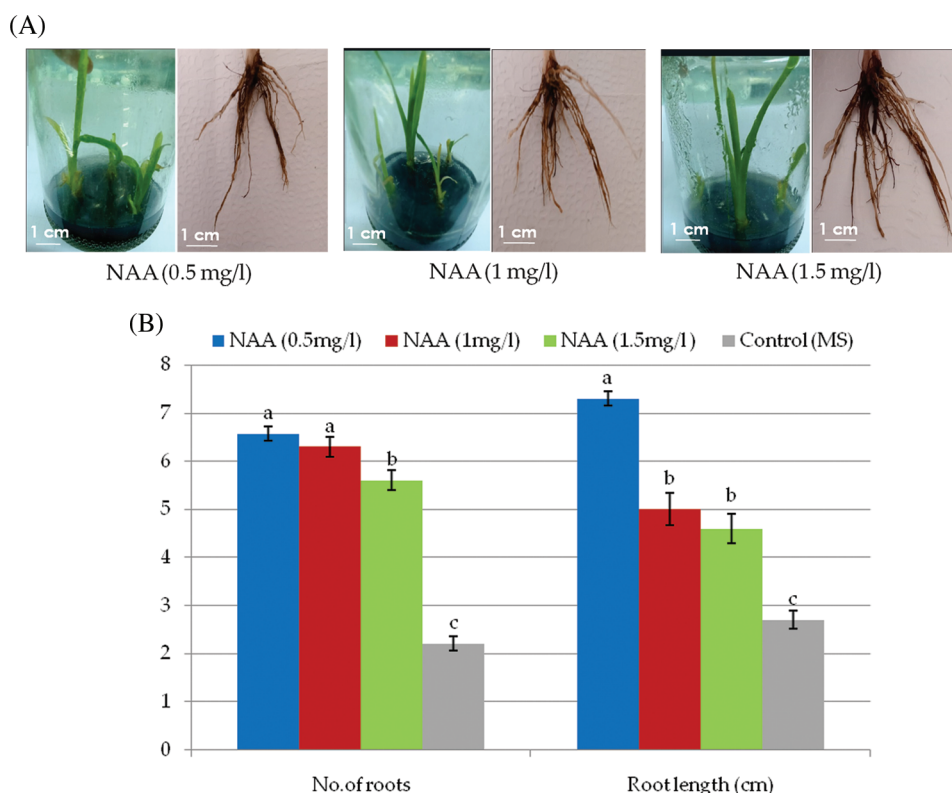 (A)
1 cm 1 cm 1 cm 1 cm 1 cm 1 cm
NAA (0.5 mg/l) NAA (1 mg/l) NAA (1.5 mg/l)
(B)
NAA (0.5mg/l) NAA (1mg/l) NAA (1.5mg/l) Control (MS)
8
7
6
5
4
3
2
1
0
a a b c
a b b c
No.of roots Root length (cm)